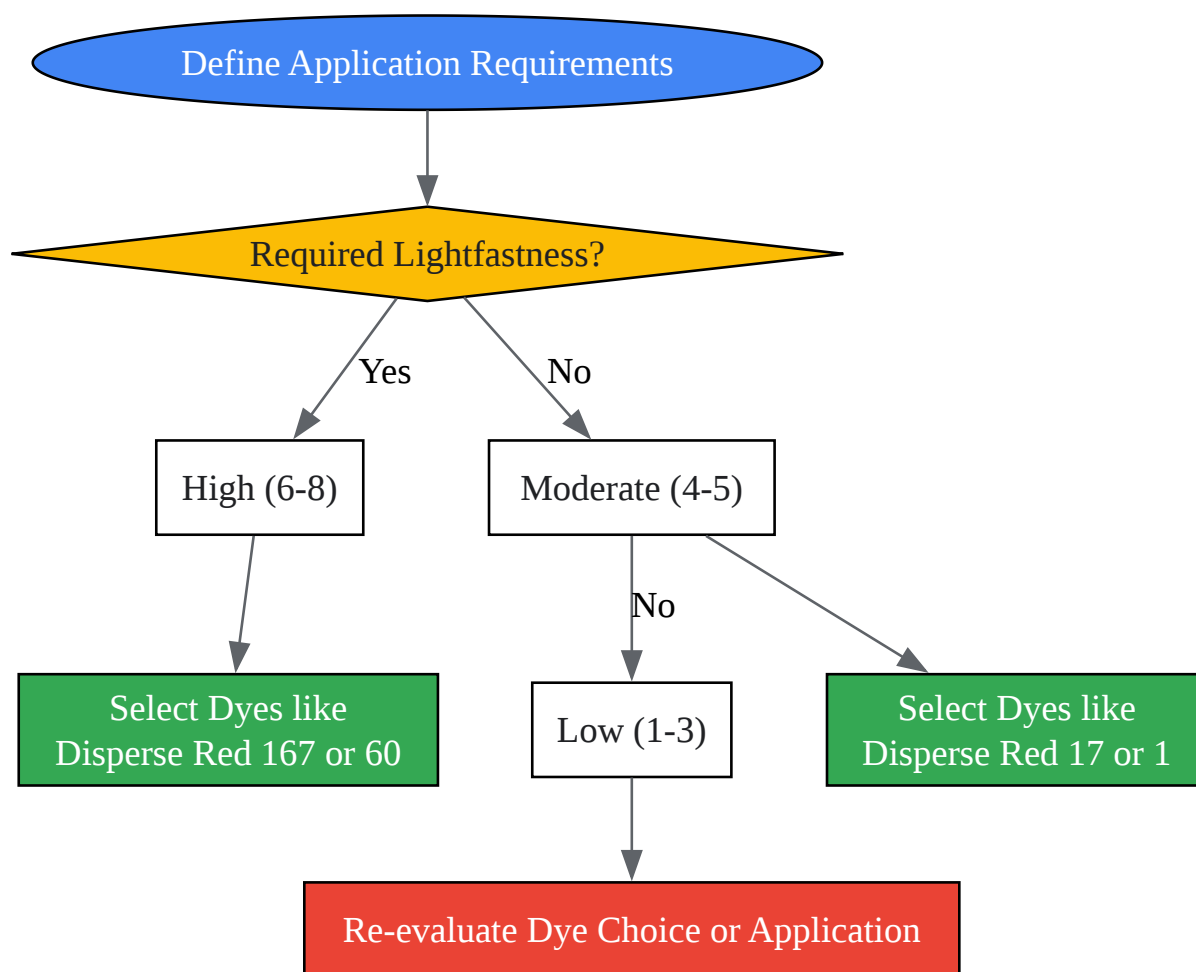 Define Application Requirements
Required Lightfastness?
Yes
No
High (6-8)
Moderate (4-5)
No
Select Dyes like
Disperse Red 167 or 60
Low (1-3)
Select Dyes like
Disperse Red 17 or 1
Re-evaluate Dye Choice or Application